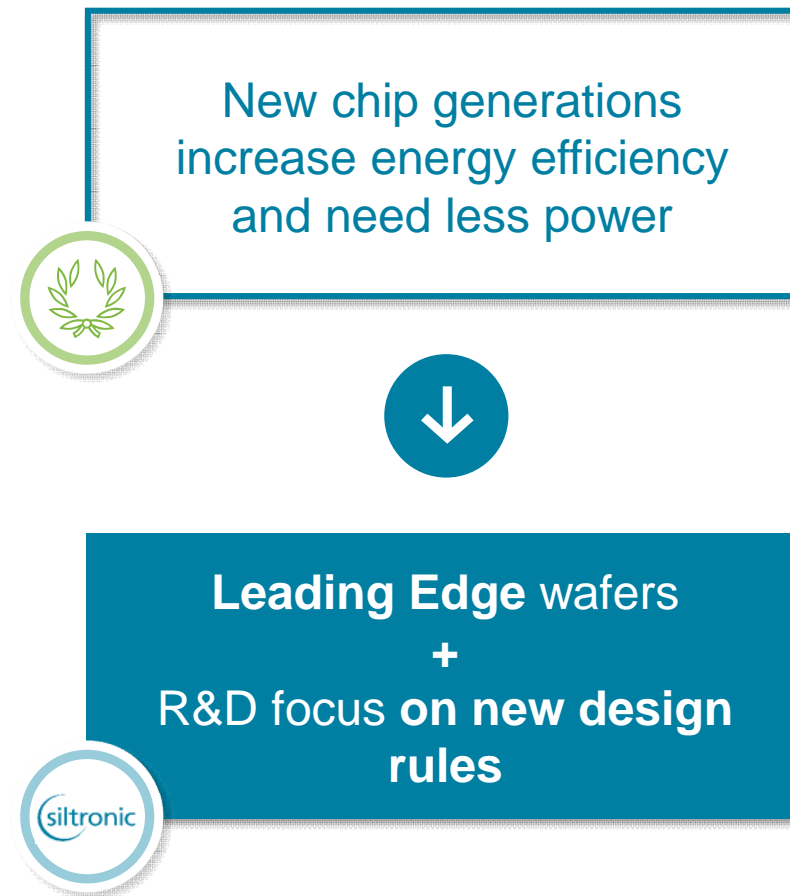 New chip generations
increase energy efficiency
and need less power
Leading Edge wafers
+
R&D focus on new design
rules
siltronic